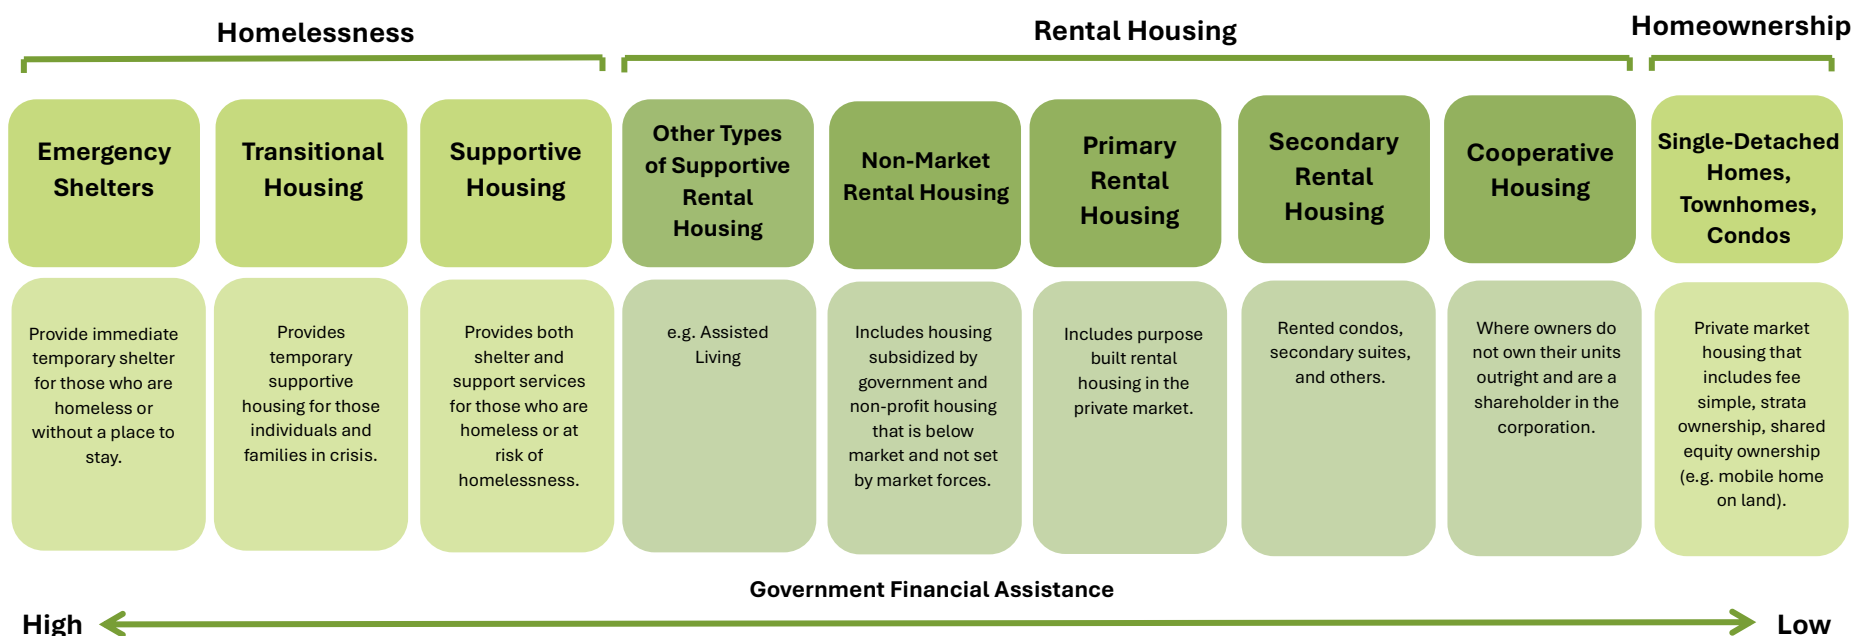 Homelessness
Rental Housing
Homeownership
Emergency
Shelters
Transitional
Housing
Supportive
Housing
Other Types
of Supportive
Rental
Housing
Non-Market
Rental Housing
Primary
Rental
Housing
Secondary
Rental
Housing
Cooperative
Housing
Single-Detached
Homes,
Townhomes,
Condos
Provide immediate
temporary shelter
for those who are
homeless or
without a place to
stay.
Provides
temporary
supportive
housing for those
individuals and
families in crisis.
Provides both
shelter and
support services
for those who are
homeless or at
risk of
homelessness.
e.g. Assisted
Living
Includes housing
subsidized by
government and
non-profit housing
that is below
market and not set
by market forces.
Includes purpose
built rental
housing in the
private market.
Rented condos,
secondary suites,
and others.
Where owners do
not own their units
outright and are a
shareholder in the
corporation.
Private market
housing that
includes fee
simple, strata
ownership, shared
equity ownership
(e.g. mobile home
on land).
Government Financial Assistance
High
Low